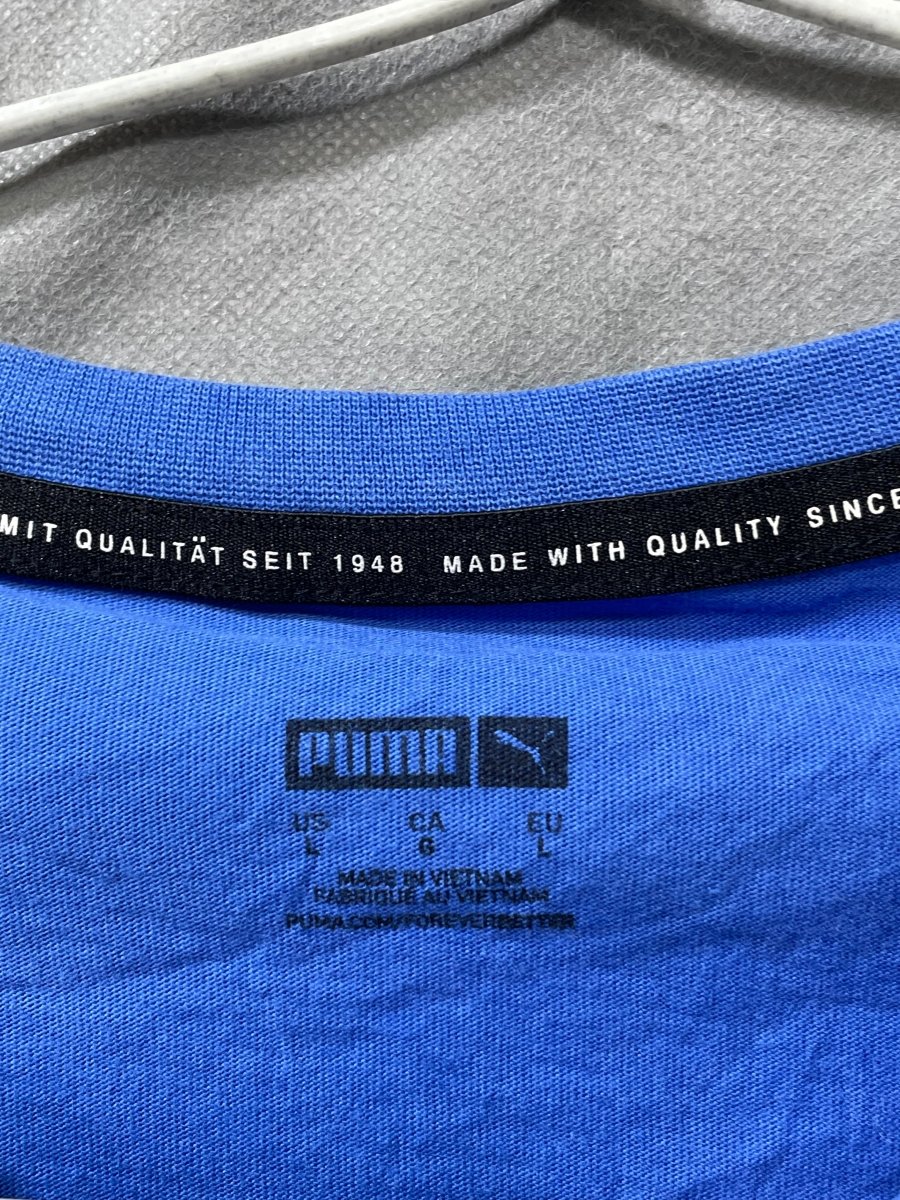 MIT QUALITÄT SEIT 1948 MADE WITH QUALITY SINCE
PUMA
US CA EU
L G L
MADE IN VIETNAM
FABRIQUÉ AU VIETNAM
PUMA.COM/FOREVERBETTER